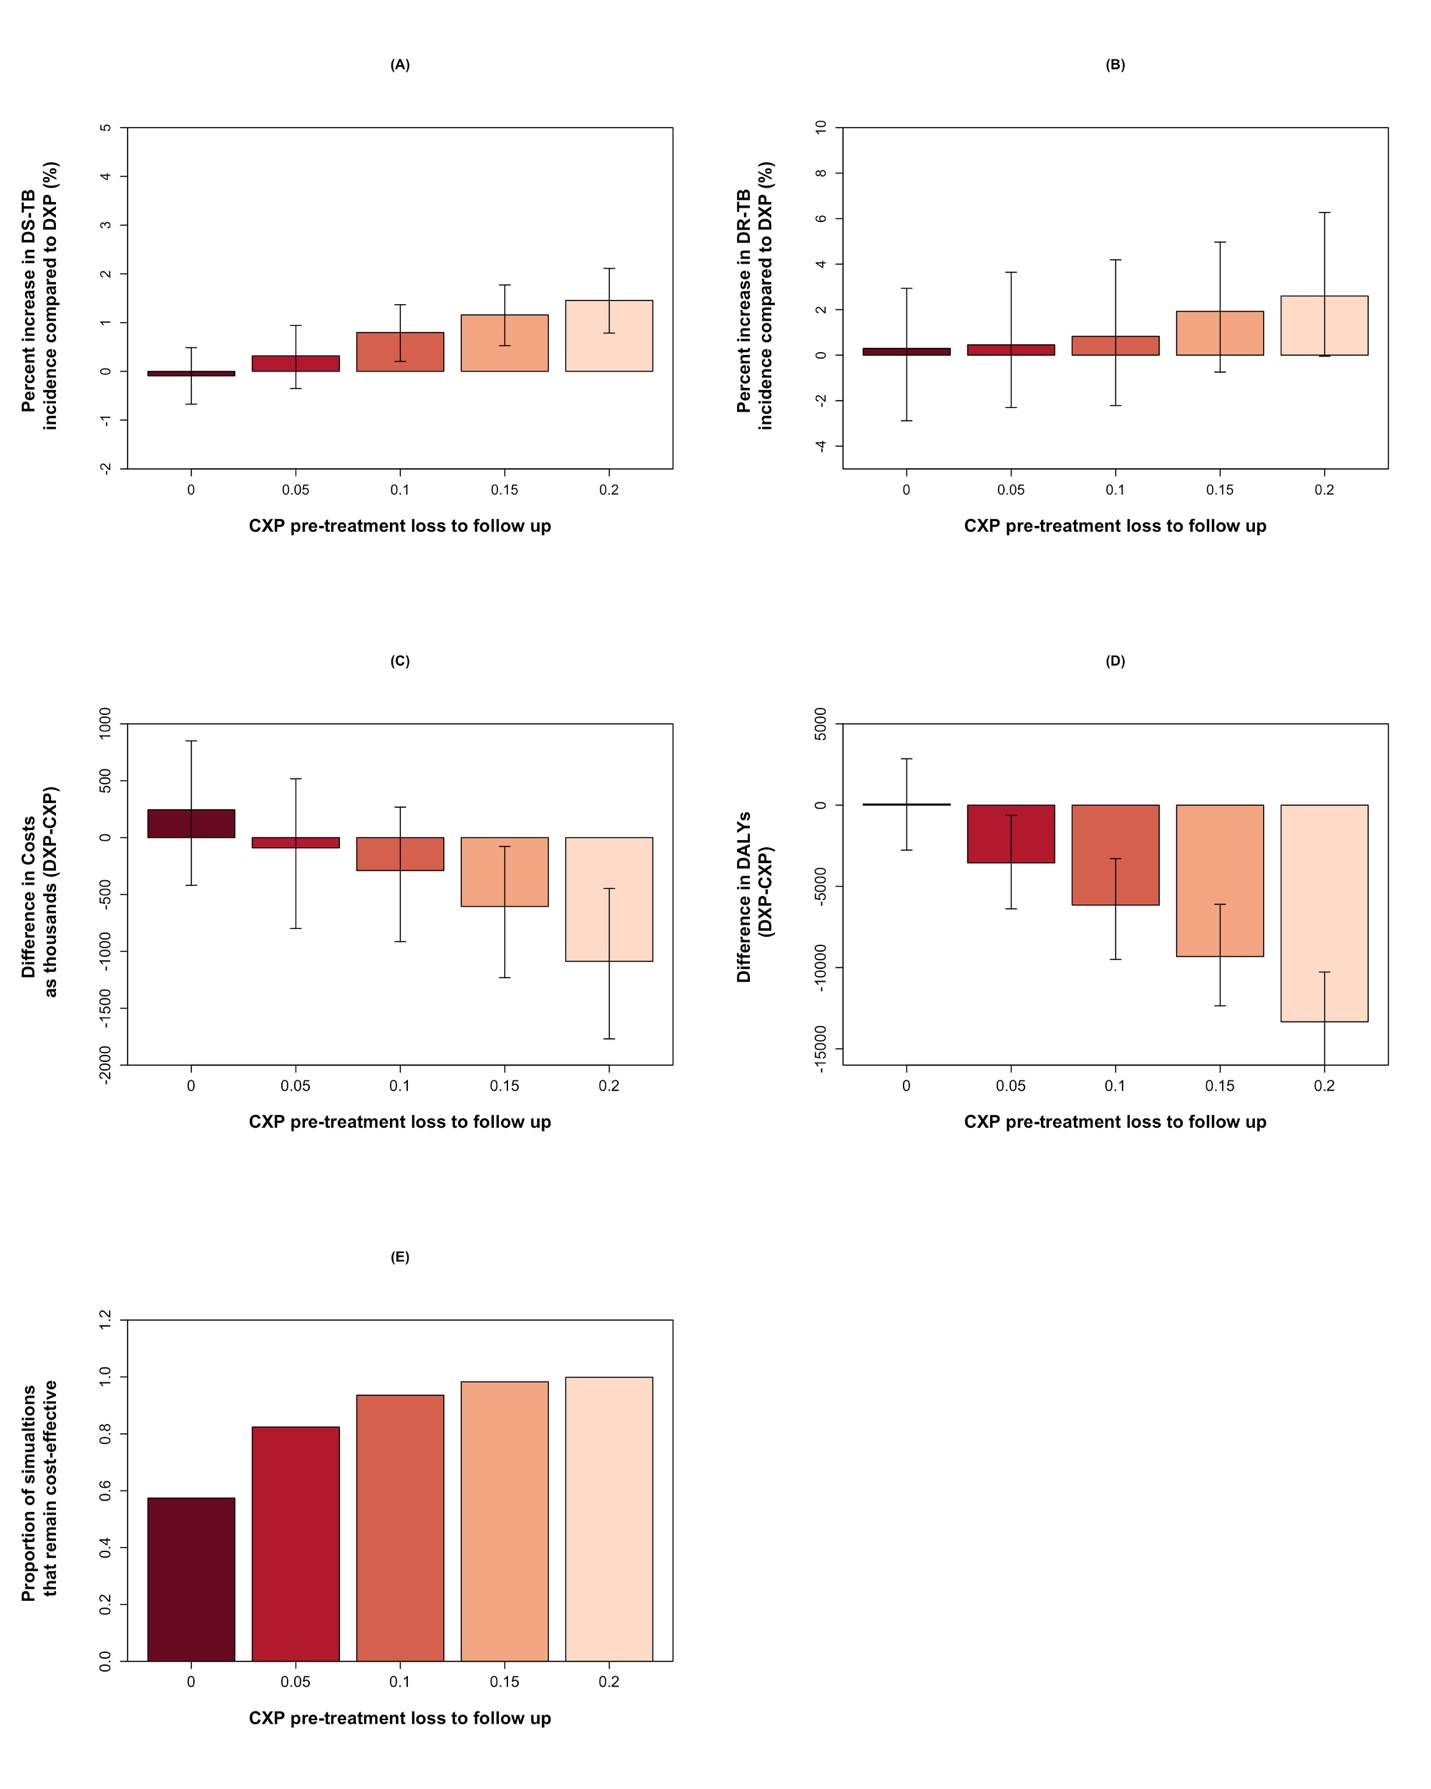 (A)
Percent increase in DS-TB
incidence compared to DXP (%)
5
4
3
2
1
0
-1
-2
0 0.05 0.1 0.15 0.2
CXP pre-treatment loss to follow up
(B)
Percent increase in DR-TB
incidence compared to DXP (%)
10
8
6
4
2
0
-2
-4
0 0.05 0.1 0.15 0.2
CXP pre-treatment loss to follow up
(C)
Difference in Costs
as thousands (DXP-CXP)
1000
500
0
-500
-1000
-1500
-2000
0 0.05 0.1 0.15 0.2
CXP pre-treatment loss to follow up
(D)
Difference in DALYs
(DXP-CXP)
5000
0
-5000
-10000
-15000
0 0.05 0.1 0.15 0.2
CXP pre-treatment loss to follow up
(E)
Proportion of simualtions
that remain cost-effective
1.2
1.0
0.8
0.6
0.4
0.2
0.0
0 0.05 0.1 0.15 0.2
CXP pre-treatment loss to follow up